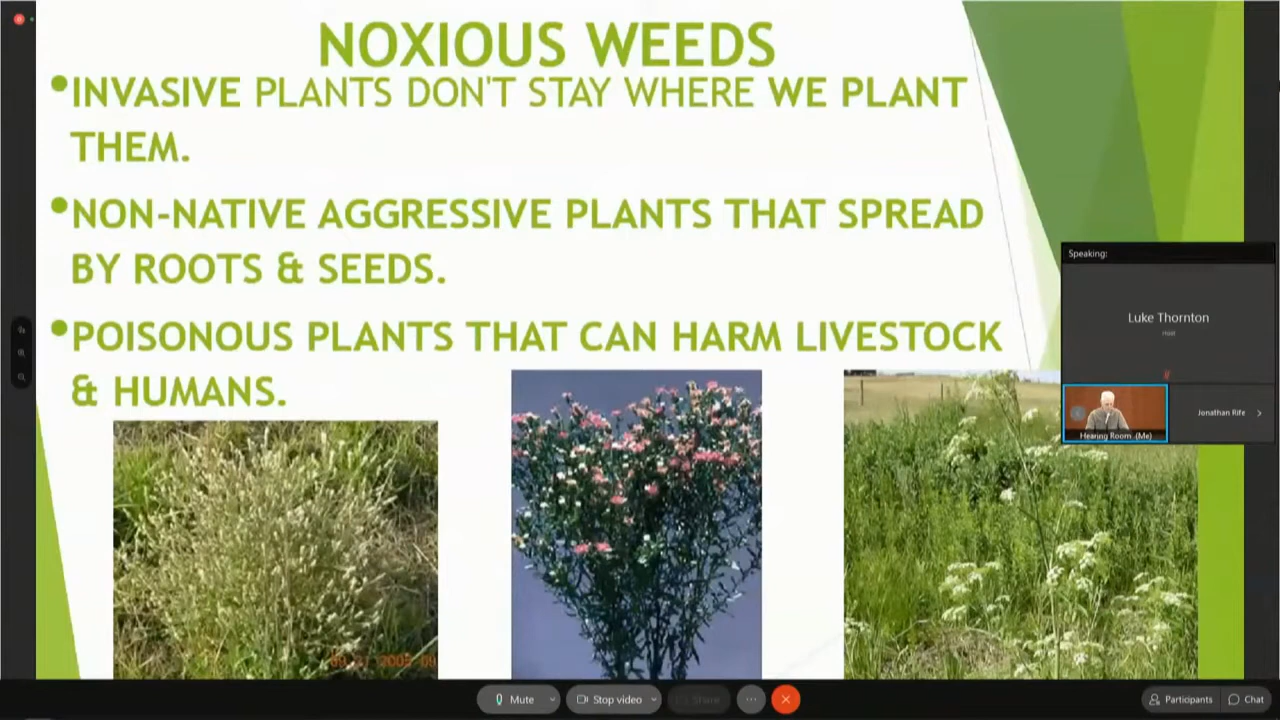 NOXIOUS WEEDS
•INVASIVE PLANTS DON'T STAY WHERE WE PLANT
THEM.
•NON-NATIVE AGGRESSIVE PLANTS THAT SPREAD
BY ROOTS & SEEDS.
•POISONOUS PLANTS THAT CAN HARM LIVESTOCK
& HUMANS.
Speaking:
Luke Thornton
Host
Hearing Room (Me)
Jonathan Rife
Mute
Stop video
Share
Participants
Chat